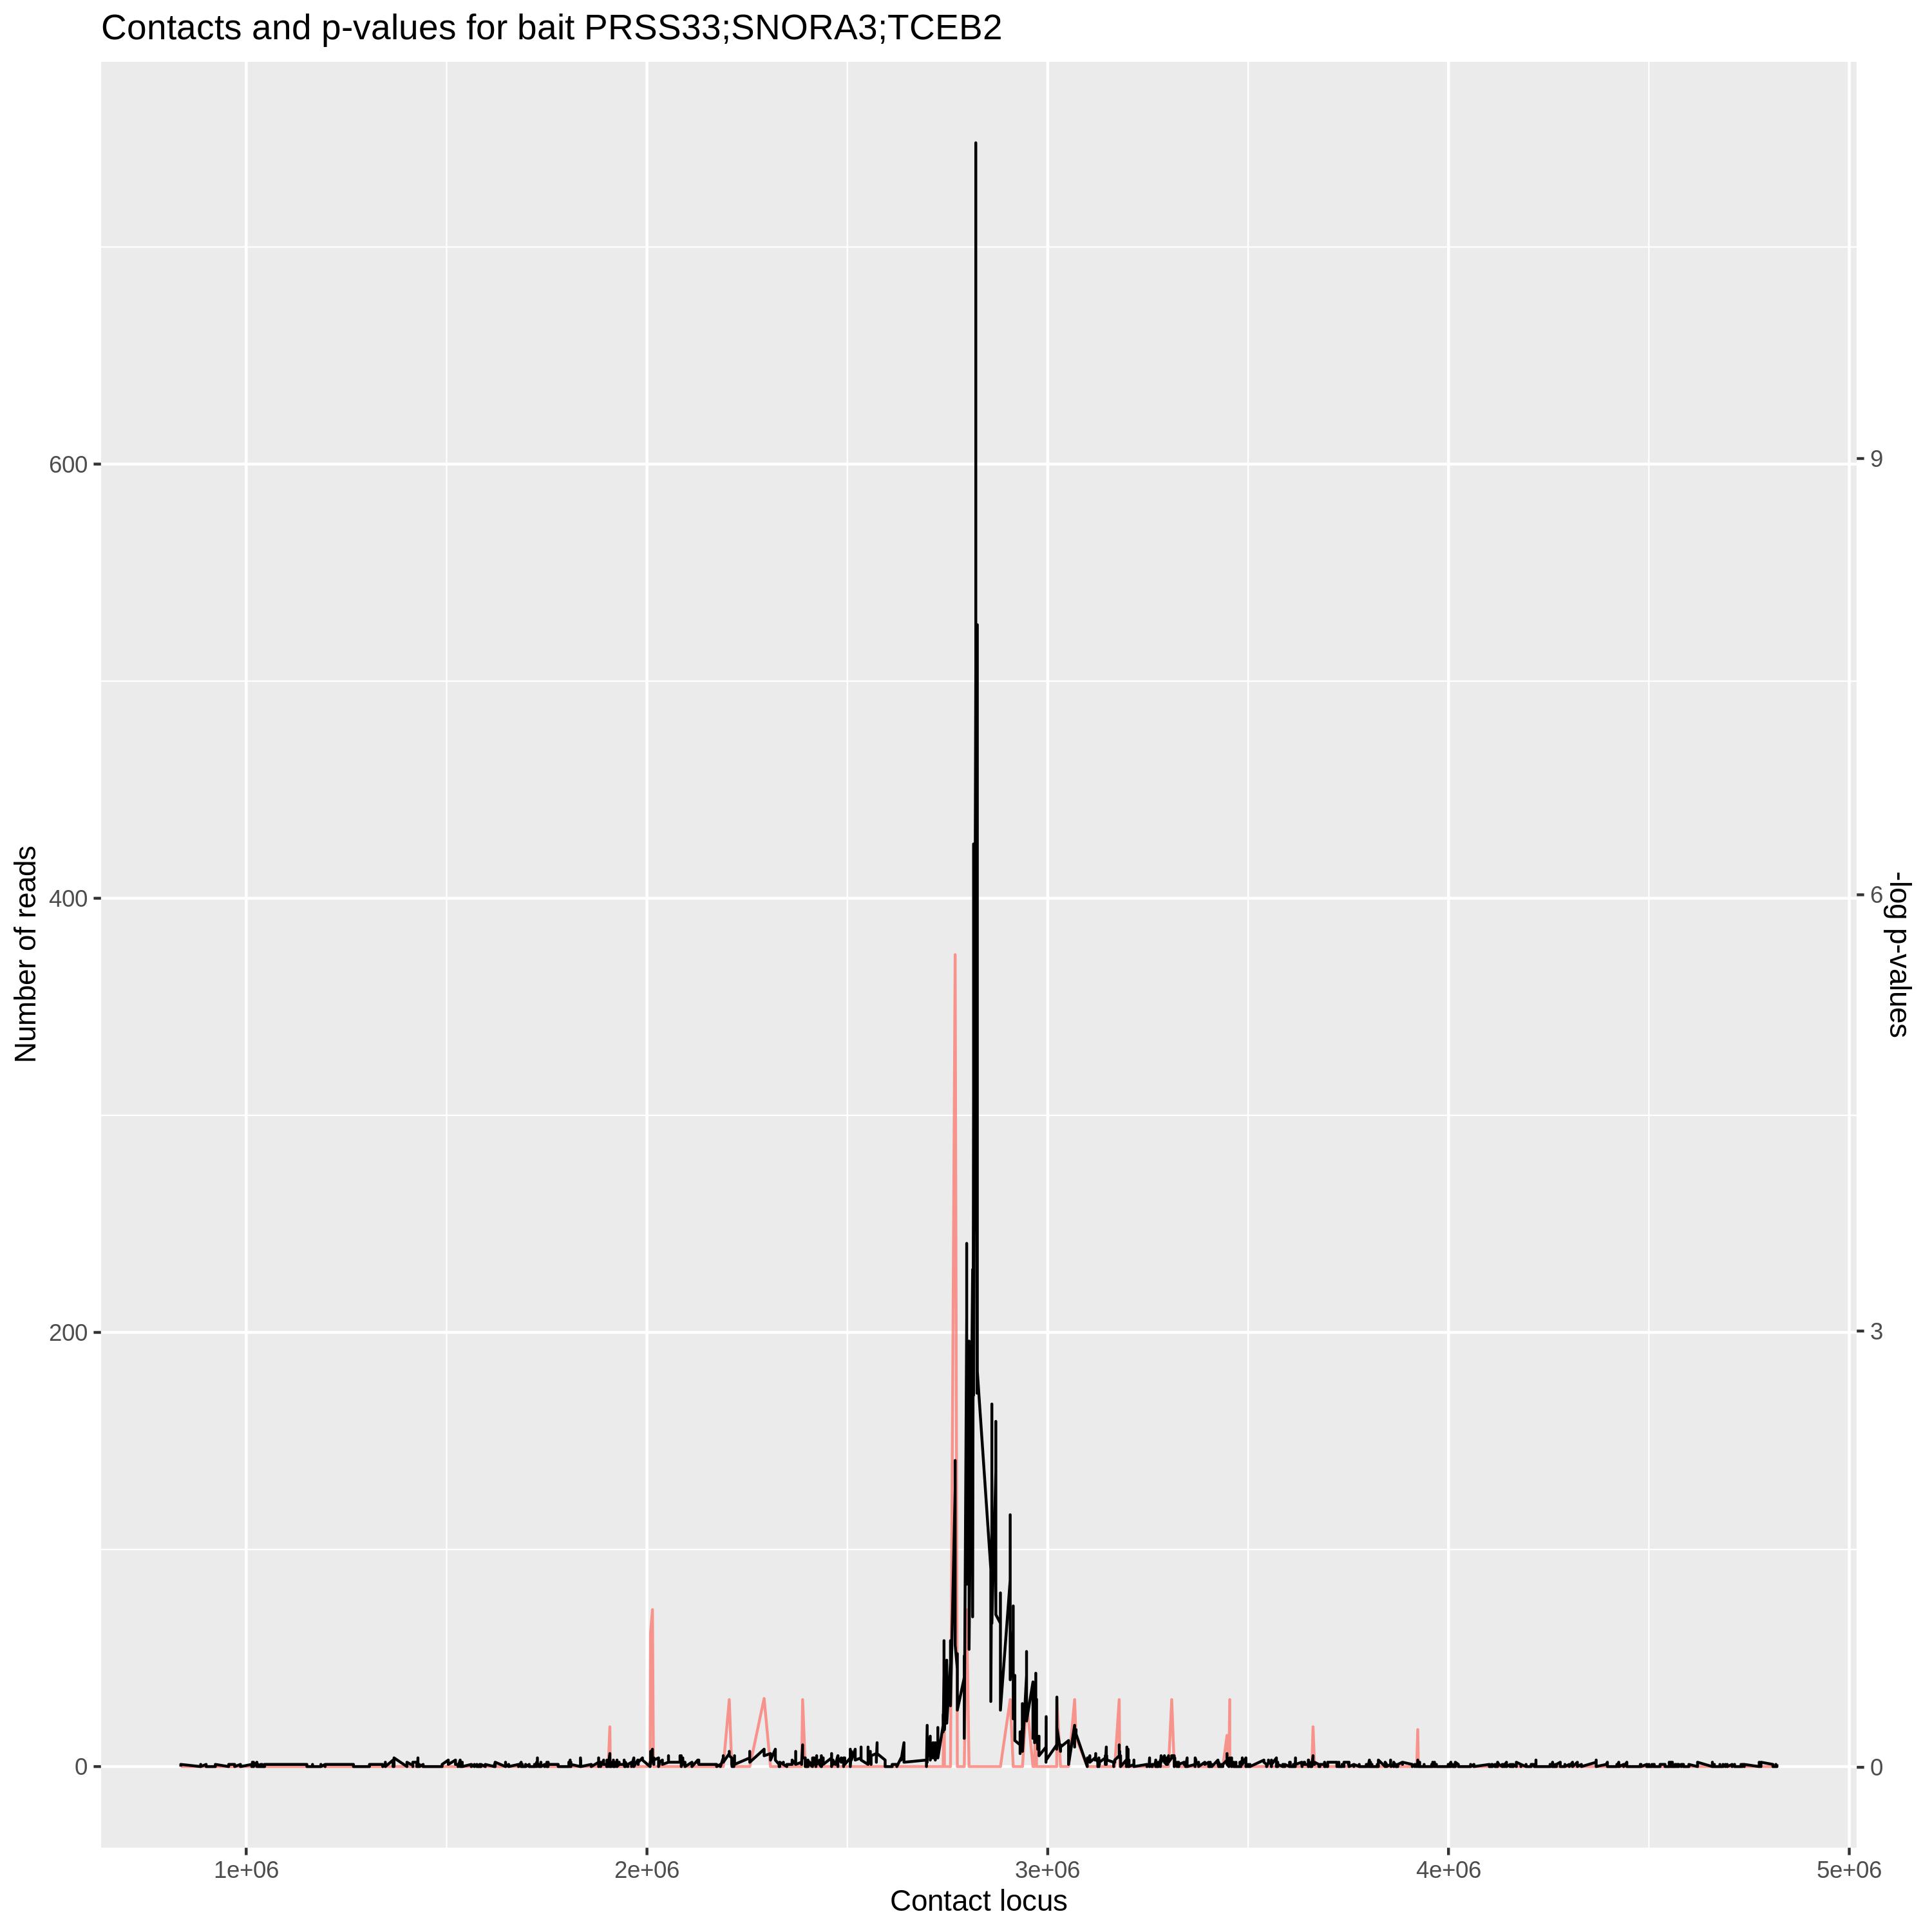 Contacts and p-values for bait PRSS33;SNORA3;TCEB2
Number of reads
600
400
200
0
9
6
3
0
-log p-values
1e+06
2e+06
3e+06
4e+06
5e+06
Contact locus